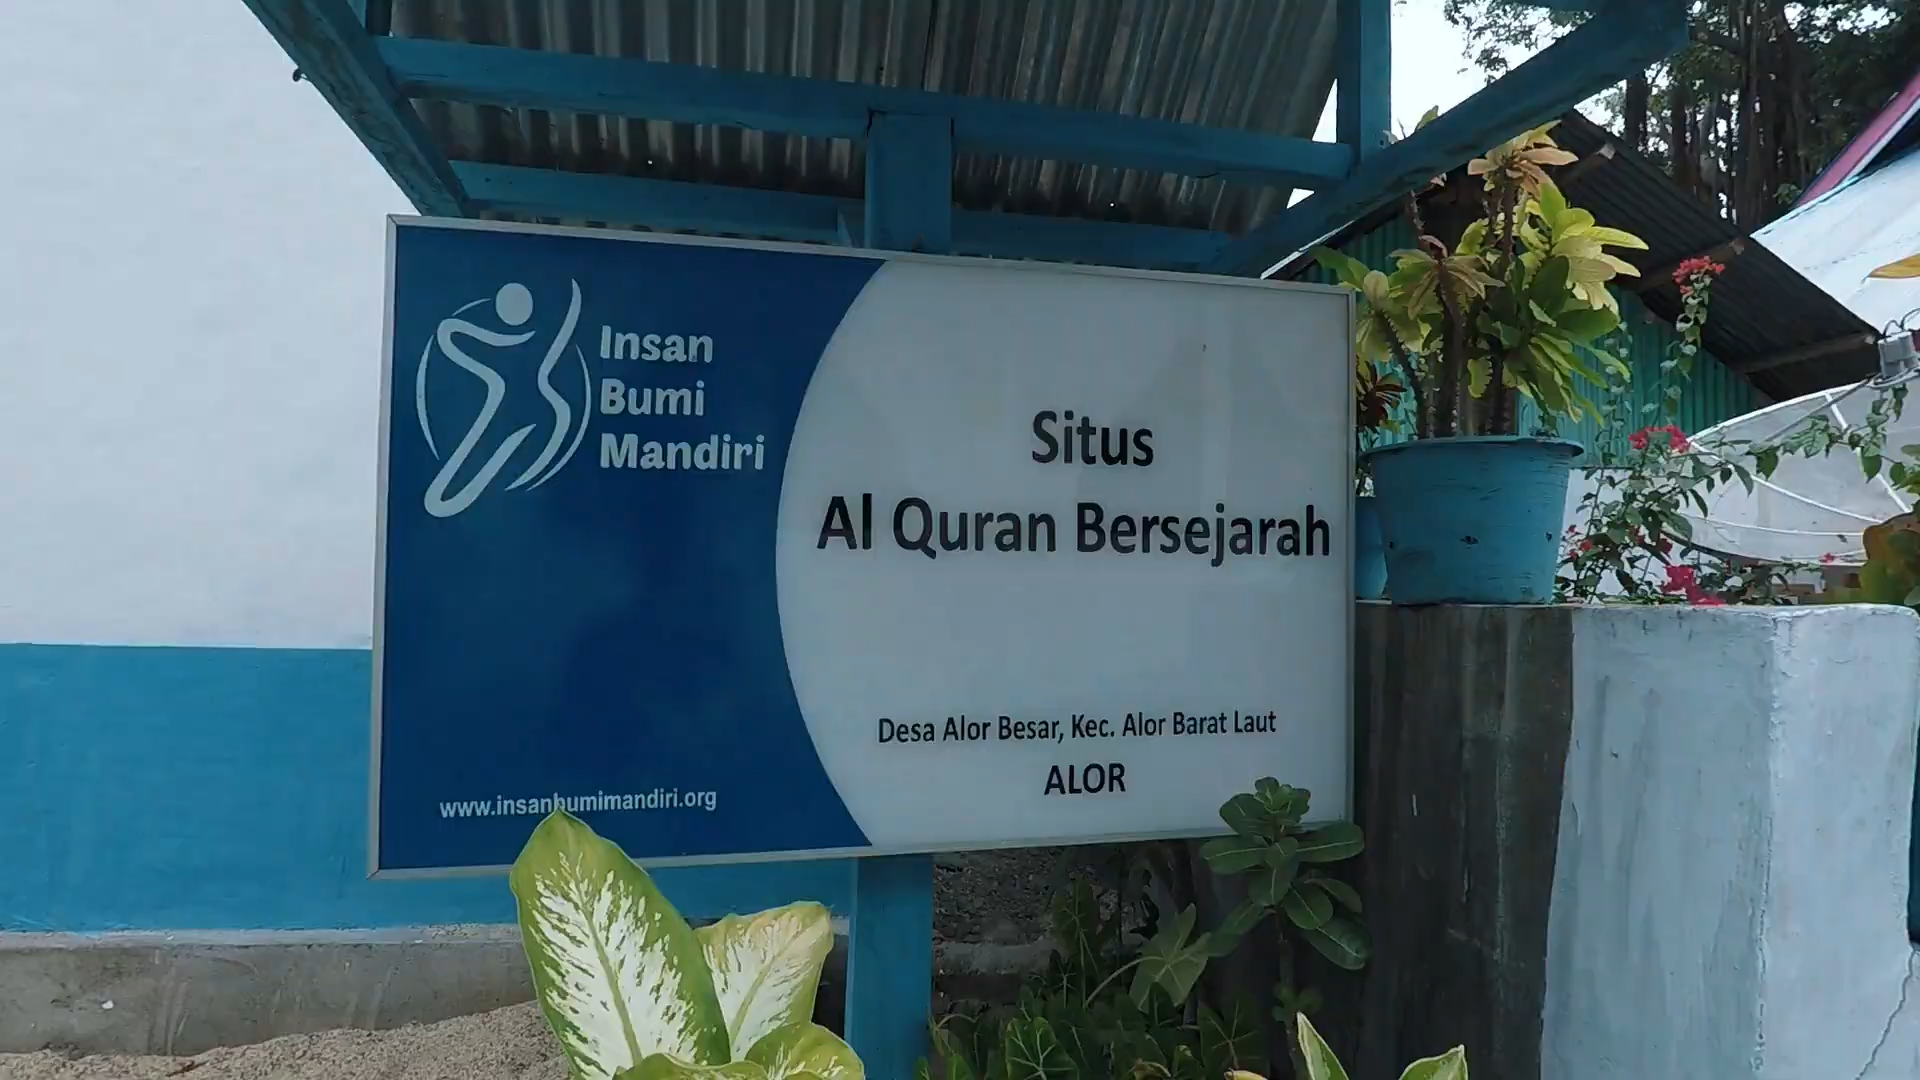 Insan
Bumi
Mandiri
www.insanbumimandiri.org
Situs
Al Quran Bersejarah
Desa Alor Besar, Kec. Alor Barat Laut
ALOR